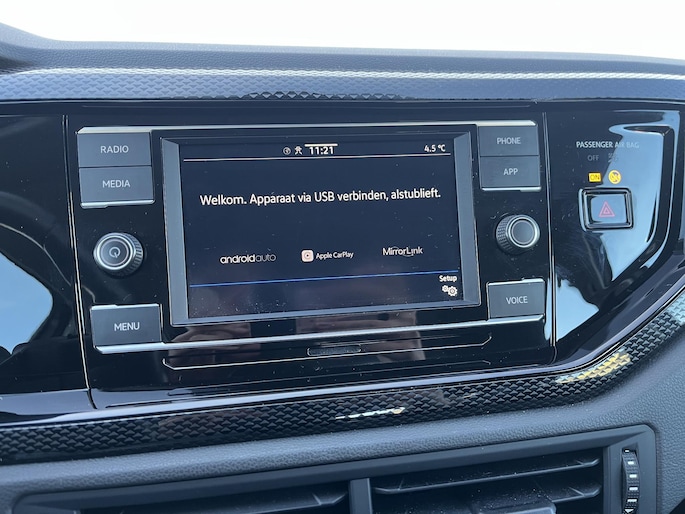 RADIO
MEDIA
MENU
11:21
4.5 °C
Welkom. Apparaat via USB verbinden, alstublieft.
androidauto
Apple CarPlay
MirrorLink
Setup
PHONE
APP
VOICE
PASSENGER AIR BAG
OFF
ON